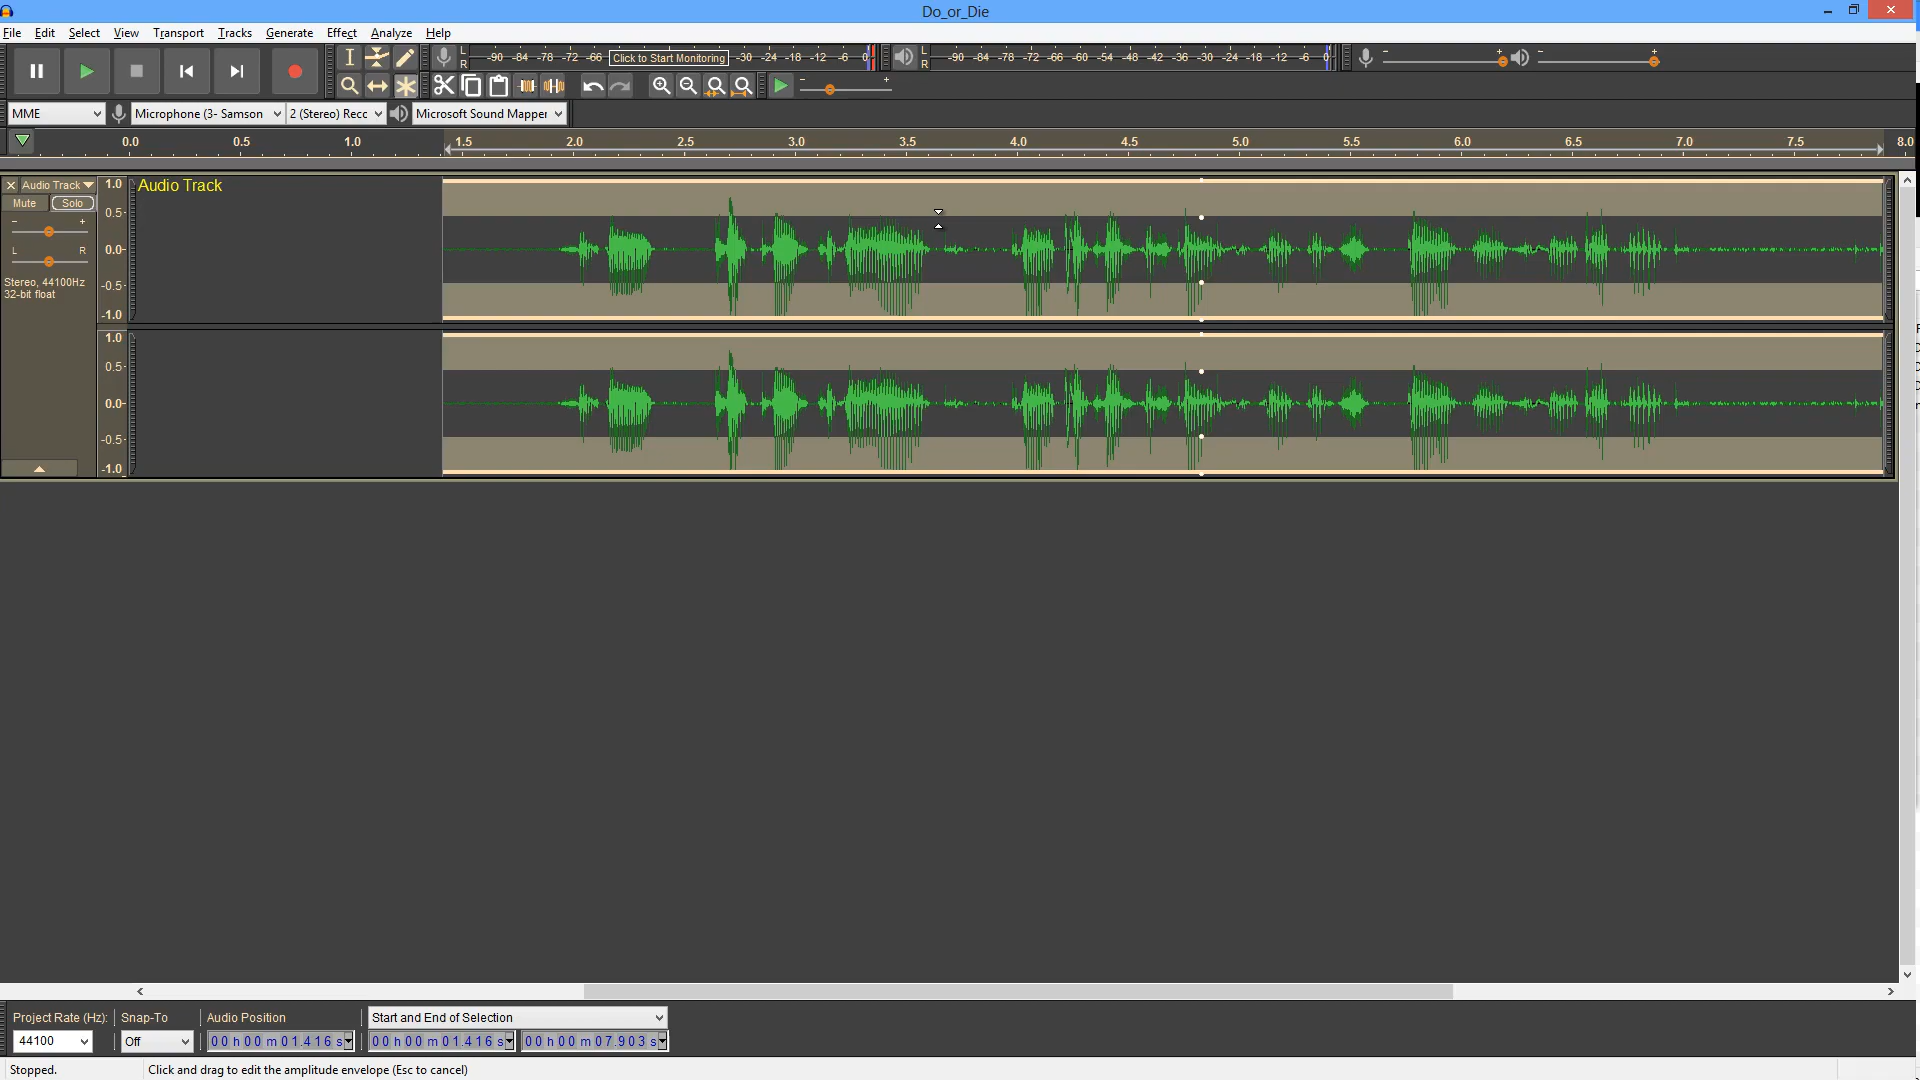 Do_or_Die
File Edit Select View Transport Tracks Generate Effect Analyze Help
L R -90 -84 -78 -72 -66 Click to Start Monitoring -30 -24 -18 -12 -6 0
L R -90 -84 -78 -72 -66 -60 -54 -48 -42 -36 -30 -24 -18 -12 -6 0
- +
- +
- +
MME Microphone (3- Samson 2 (Stereo) Recc Microsoft Sound Mapper
0.0 0.5 1.0 1.5 2.0 2.5 3.0 3.5 4.0 4.5 5.0 5.5 6.0 6.5 7.0 7.5 8.0
Audio Track 1.0 Audio Track
Mute Solo
- + 0.5
L R 0.0
Stereo, 44100Hz -0.5
32-bit float
-1.0
1.0
0.5
0.0
-0.5
-1.0
Project Rate (Hz): Snap-To Audio Position Start and End of Selection
44100 Off 00 h 00 m 01.416 s 00 h 00 m 01.416 s 00 h 00 m 07.903 s
Stopped. Click and drag to edit the amplitude envelope (Esc to cancel)